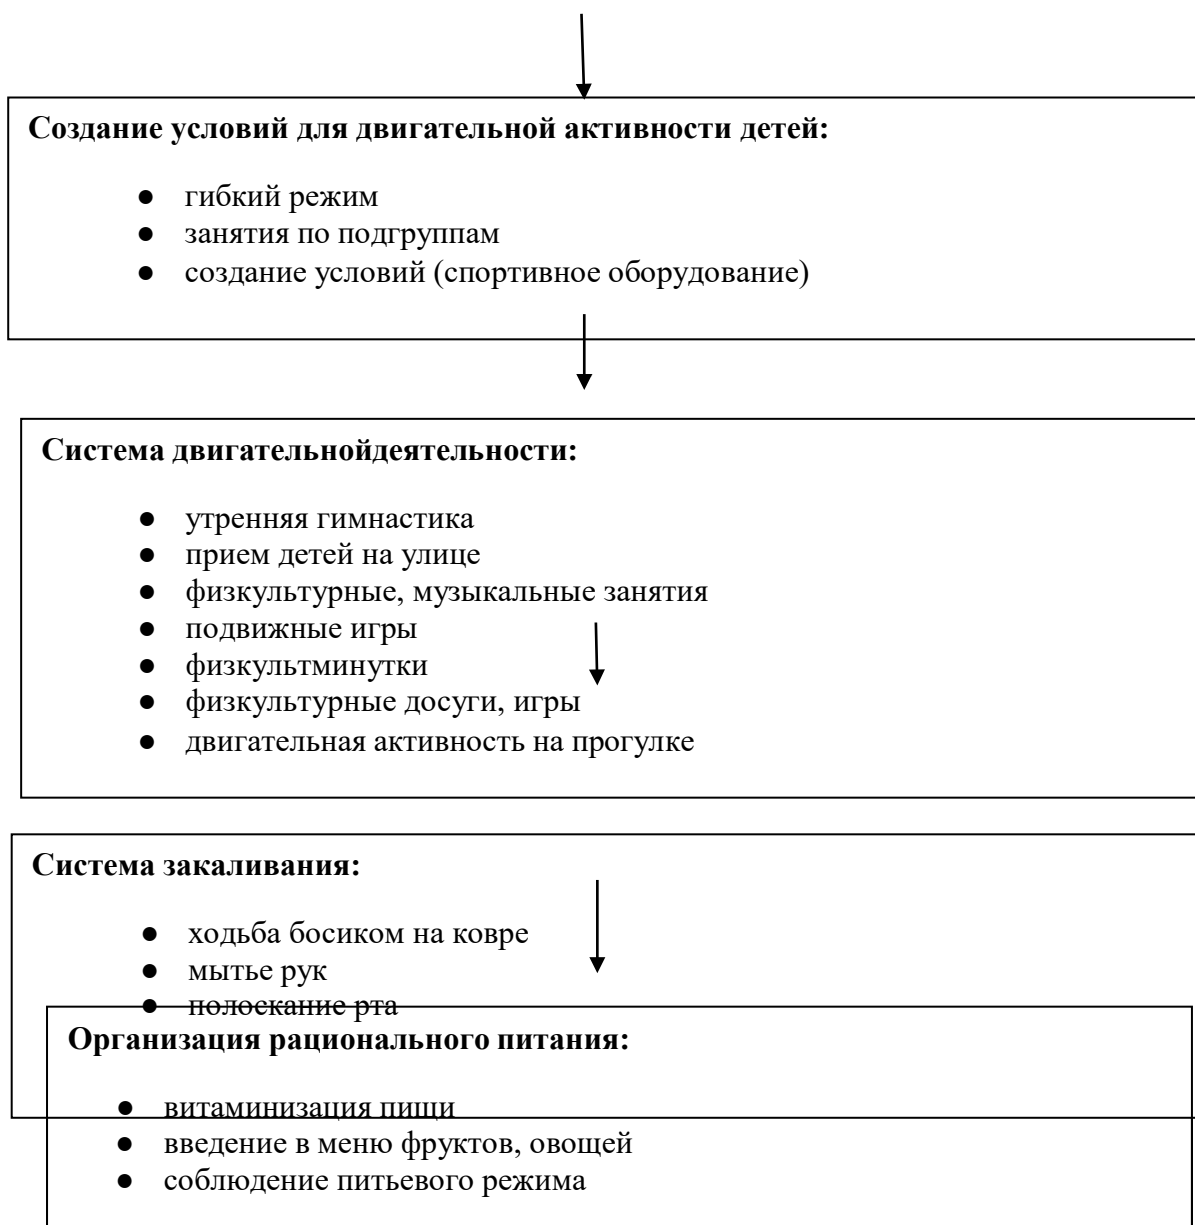 Создание условий для двигательной активности детей:
● гибкий режим
● занятия по подгруппам
● создание условий (спортивное оборудование)
Система двигательнойдеятельности:
● утренняя гимнастика
● прием детей на улице
● физкультурные, музыкальные занятия
● подвижные игры
● физкультминутки
● физкультурные досуги, игры
● двигательная активность на прогулке
Система закаливания:
● ходьба босиком на ковре
● мытье рук
● полоскание рта
Организация рационального питания:
● витаминизация пищи
● введение в меню фруктов, овощей
● соблюдение питьевого режима